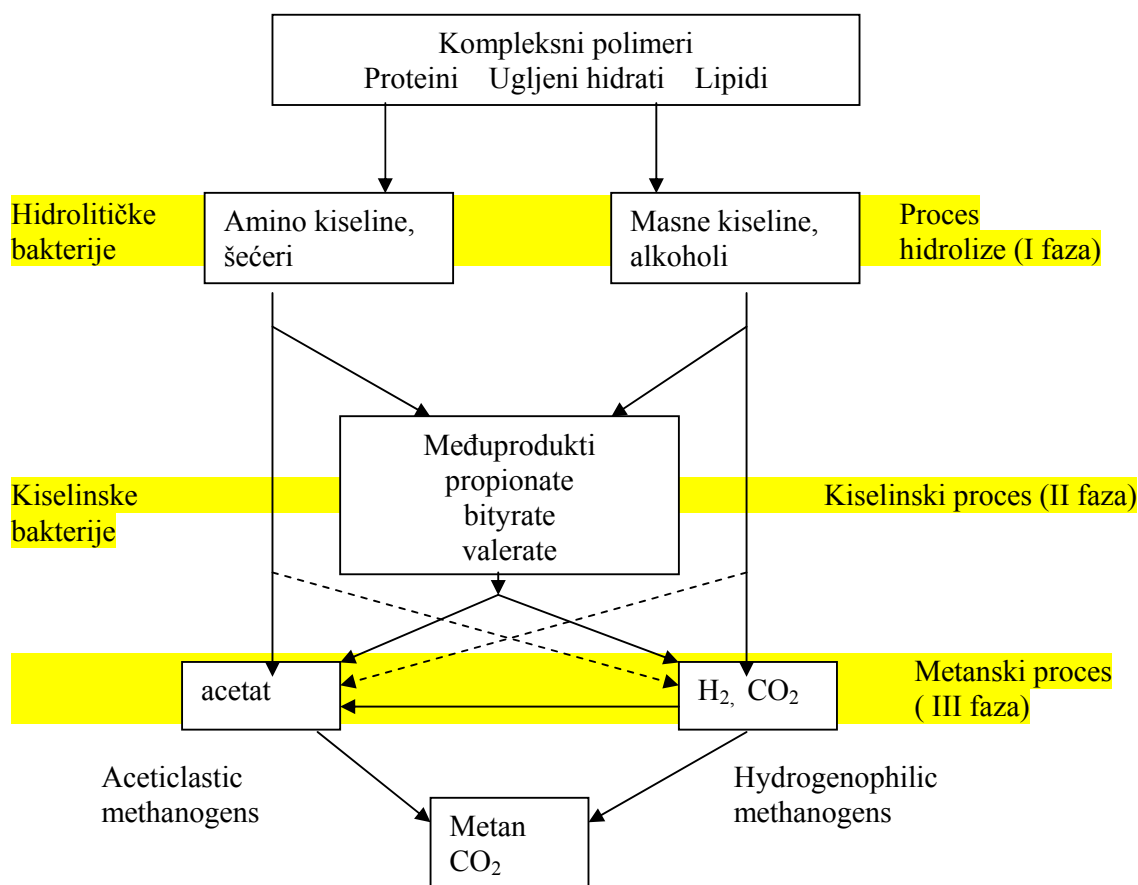 Kompleksni polimeri
Proteini Ugljeni hidrati Lipidi
Hidrolitičke
bakterije
Amino kiseline,
šećeri
Masne kiseline,
alkoholi
Proces
hidrolize (I faza)
Kiselinske
bakterije
Međuprodukti
propionate
bityrate
valerate
Kiselinski proces (II faza)
acetat
H₂, CO₂
Metanski proces
( III faza)
Aceticlastic
methanogens
Hydrogenophilic
methanogens
Metan
CO₂